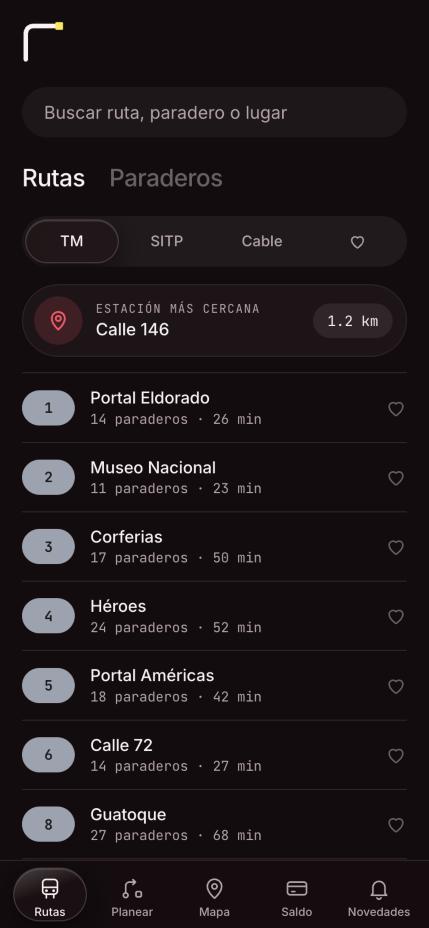 Buscar ruta, paradero o lugar
Rutas Paraderos
TM SITP Cable
ESTACIÓN MÁS CERCANA
Calle 146
1.2 km
1
Portal Eldorado
14 paraderos · 26 min
2
Museo Nacional
11 paraderos · 23 min
3
Corferias
17 paraderos · 50 min
4
Héroes
24 paraderos · 52 min
5
Portal Américas
18 paraderos · 42 min
6
Calle 72
14 paraderos · 27 min
8
Guatoque
27 paraderos · 68 min
Rutas Planear Mapa Saldo Novedades